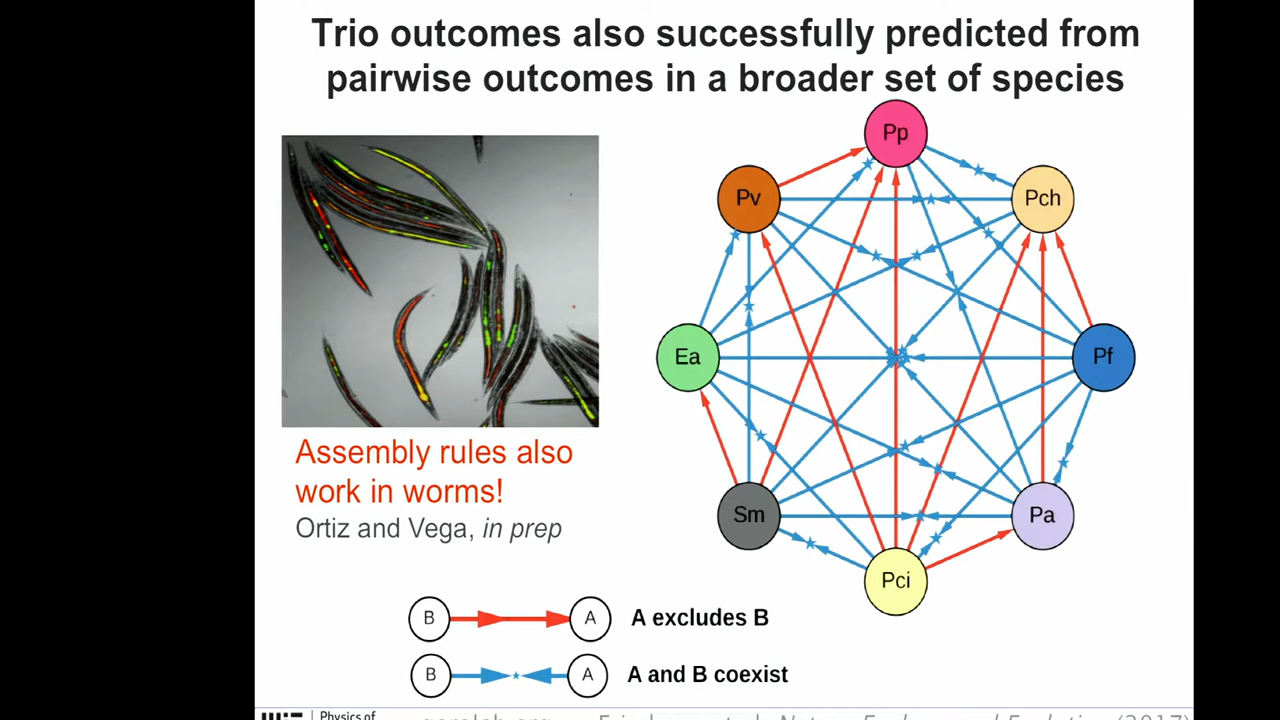 Trio outcomes also successfully predicted from
pairwise outcomes in a broader set of species
Pp
Pv
Pch
Ea
Pf
Sm
Pa
Pci
Assembly rules also
work in worms!
Ortiz and Vega, in prep
B
A
A excludes B
B
A
A and B coexist
Physics of